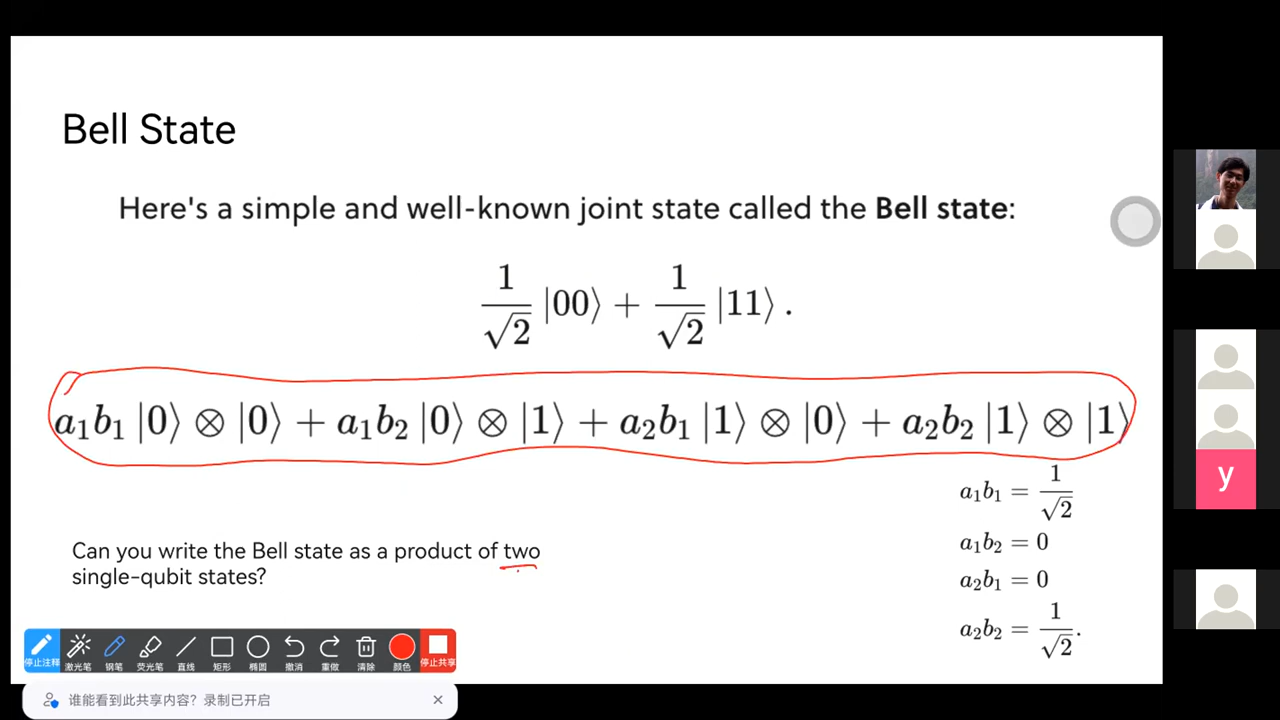 Bell State
Here's a simple and well-known joint state called the Bell state:
1/√2 |00⟩ + 1/√2 |11⟩.
a₁b₁ |0⟩ ⊗ |0⟩ + a₁b₂ |0⟩ ⊗ |1⟩ + a₂b₁ |1⟩ ⊗ |0⟩ + a₂b₂ |1⟩ ⊗ |1⟩
a₁b₁ = 1/√2
a₁b₂ = 0
a₂b₁ = 0
a₂b₂ = 1/√2.
Can you write the Bell state as a product of two
single-qubit states?
y
停止注释 激光笔 钢笔 荧光笔 直线 矩形 椭圆 撤消 重做 清除 颜色 停止共享
谁能看到此共享内容? 录制已开启